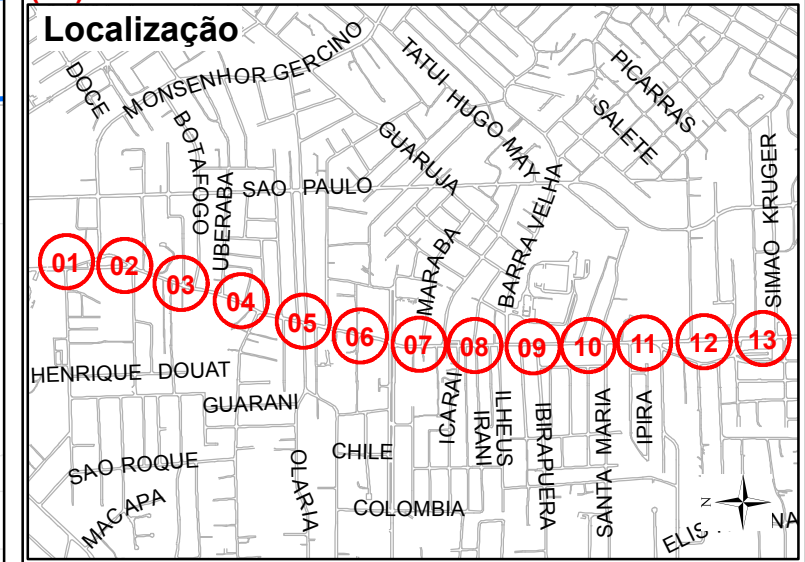 Localização
DOCE
MONSENHOR GERCINO
TATUI
HUGO MAY
PICARRAS
SALETE
BOTAFOGO
GUARUJA
UBERABA
SAO PAULO
BARRA VELHA
SIMAO KRUGER
MARABA
01
02
03
04
05
06
07
08
09
10
11
12
13
HENRIQUE DOUAT
GUARANI
ICARAI
IRANI
ILHEUS
IBIRAPUERA
SANTA MARIA
IPIRA
SAO ROQUE
OLARIA
CHILE
MACAPA
COLOMBIA
ELIS
NA
N